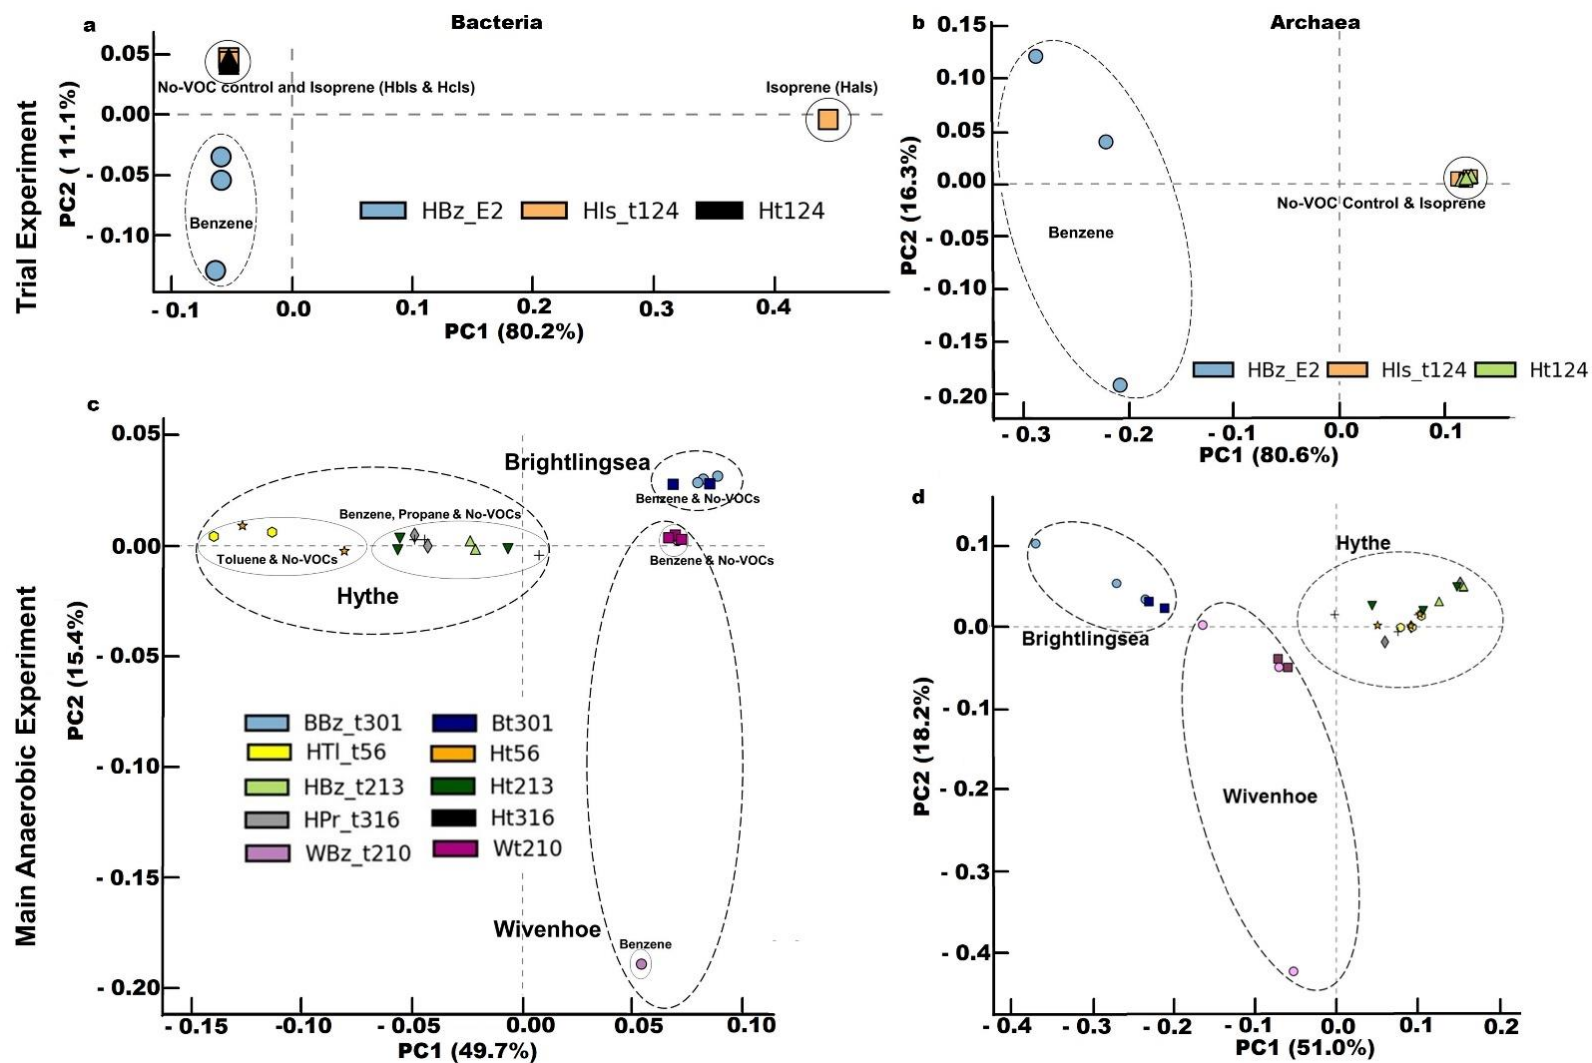 a
Bacteria
0.05
0.00
- 0.05
- 0.10
PC2 ( 11.1%)
No-VOC control and Isoprene (HbIs & HcIs)
Isoprene (HaIs)
Benzene
HBz_E2
HIs_t124
Ht124
- 0.1
0.0
0.1
0.2
0.3
0.4
PC1 (80.2%)
Trial Experiment
b
Archaea
0.15
0.10
0.05
0.00
- 0.05
- 0.10
- 0.15
- 0.20
PC2 (16.3%)
Benzene
No-VOC Control & Isoprene
HBz_E2
HIs_t124
Ht124
- 0.3
- 0.2
- 0.1
0.0
0.1
PC1 (80.6%)
c
0.05
0.00
- 0.05
- 0.10
- 0.15
- 0.20
PC2 (15.4%)
Main Anaerobic Experiment
Brightlingsea
Benzene & No-VOCs
Benzene, Propane & No-VOCs
Toluene & No-VOCs
Benzene & No-VOCs
Hythe
BBz_t301
Bt301
HTl_t56
Ht56
HBz_t213
Ht213
HPr_t316
Ht316
WBz_t210
Wt210
Wivenhoe
Benzene
- 0.15
-0.10
- 0.05
0.00
0.05
0.10
PC1 (49.7%)
d
0.1
0.0
- 0.1
- 0.2
- 0.3
- 0.4
PC2 (18.2%)
Hythe
Brightlingsea
Wivenhoe
- 0.4
- 0.3
- 0.2
- 0.1
0.0
0.1
0.2
PC1 (51.0%)